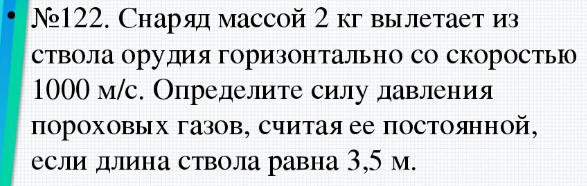 • №122. Снаряд массой 2 кг вылетает из
ствола орудия горизонтально со скоростью
1000 м/с. Определите силу давления
пороховых газов, считая ее постоянной,
если длина ствола равна 3,5 м.